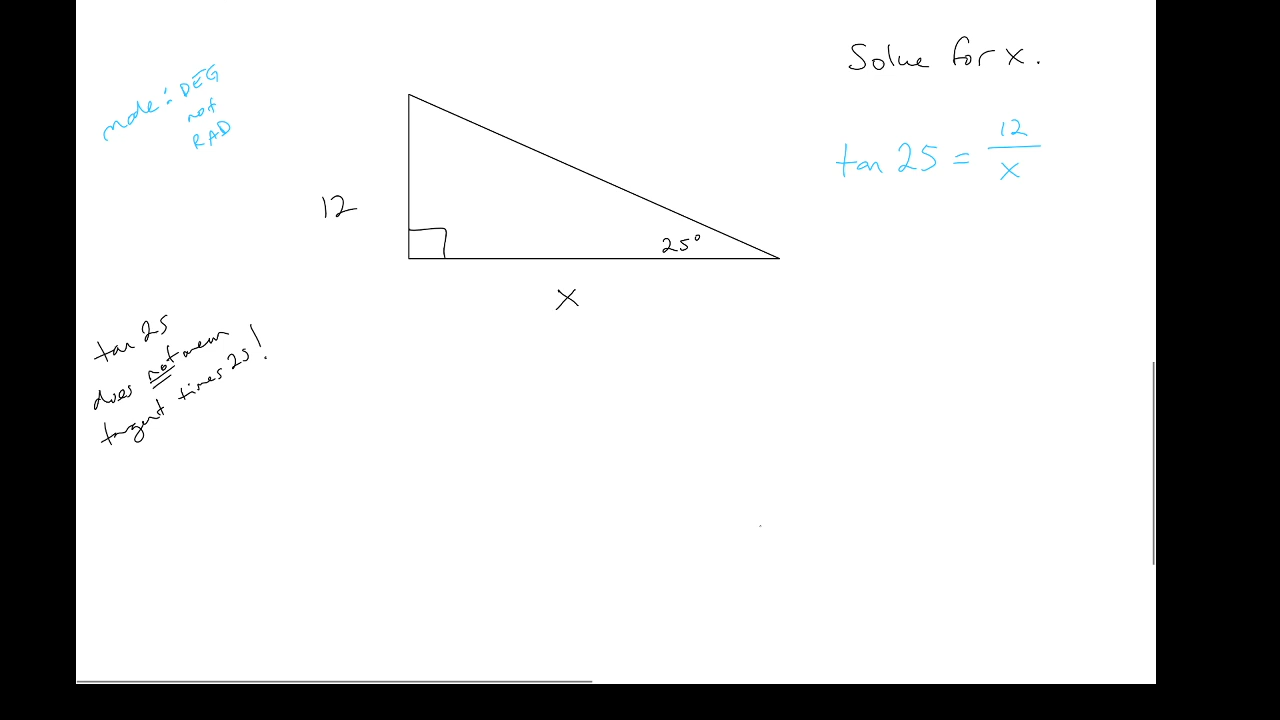 Solve for x.
mode: DEG
not
RAD
12
tan 25 = 12/x
12
25°
x
tan 25
does not mean
tangent times 25!